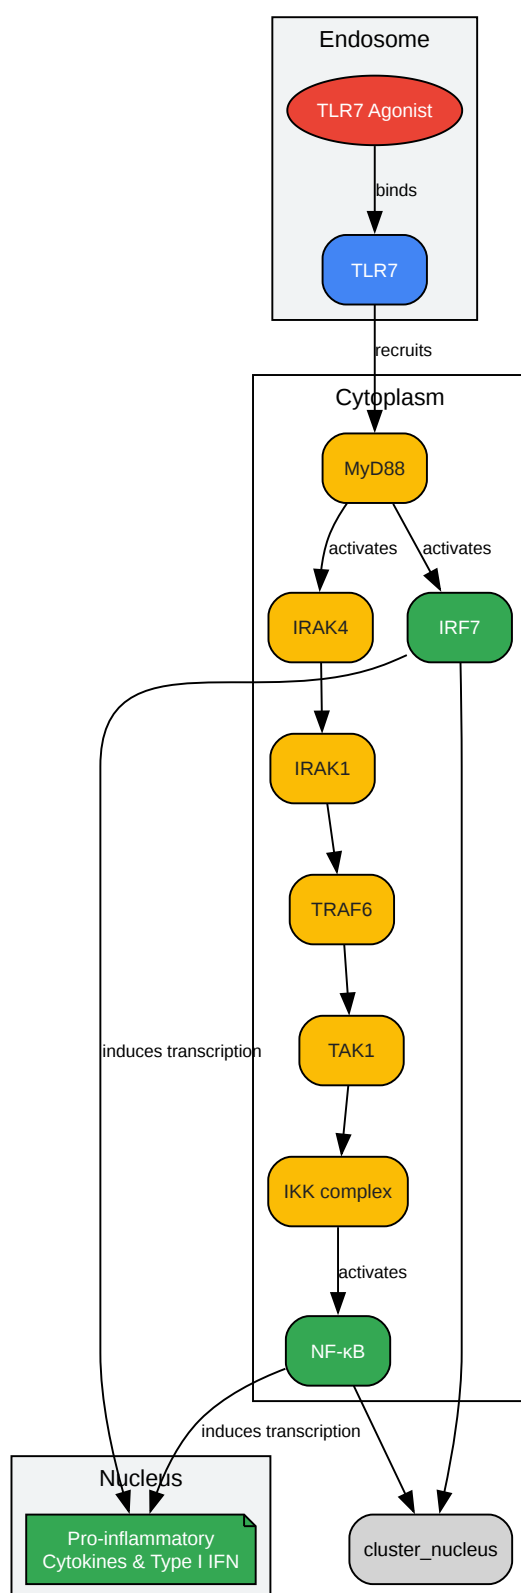 Endosome
TLR7 Agonist
binds
TLR7
recruits
Cytoplasm
MyD88
activates
activates
IRAK4
IRF7
IRAK1
TRAF6
induces transcription
TAK1
IKK complex
activates
NF-κB
induces transcription
Nucleus
Pro-inflammatory
Cytokines & Type I IFN
cluster_nucleus